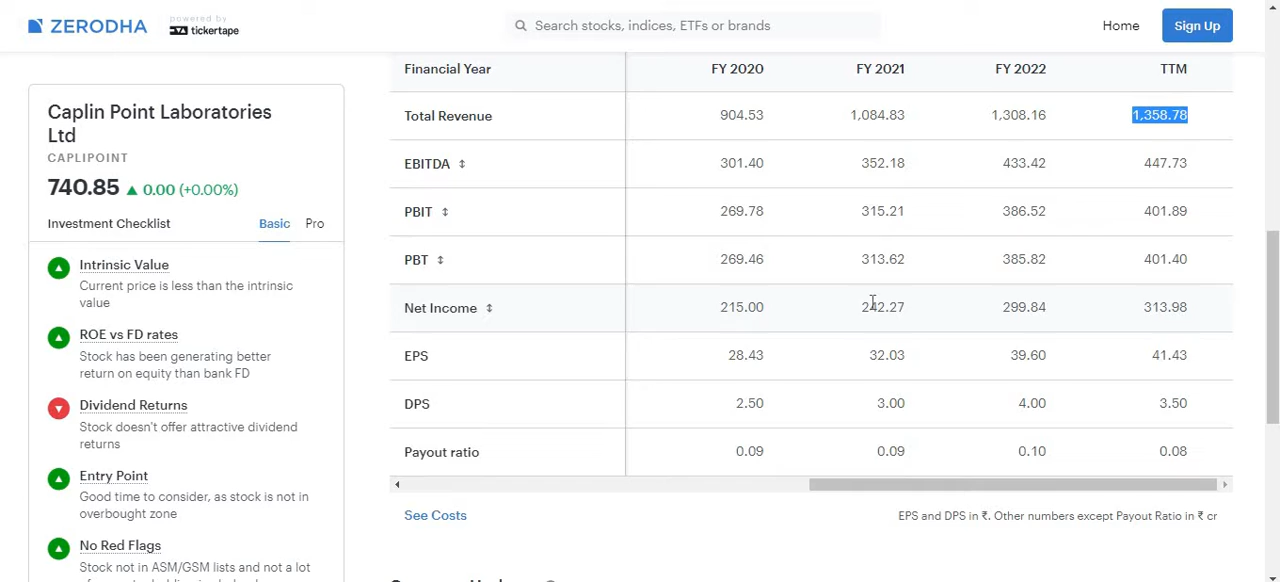 ZERODHA
powered by
tickertape
Search stocks, indices, ETFs or brands
Home
Sign Up
Caplin Point Laboratories
Ltd
CAPLIPOINT
740.85 ▲ 0.00 (+0.00%)
Investment Checklist Basic Pro
Intrinsic Value
Current price is less than the intrinsic
value
ROE vs FD rates
Stock has been generating better
return on equity than bank FD
Dividend Returns
Stock doesn't offer attractive dividend
returns
Entry Point
Good time to consider, as stock is not in
overbought zone
No Red Flags
Stock not in ASM/GSM lists and not a lot
Financial Year FY 2020 FY 2021 FY 2022 TTM
Total Revenue 904.53 1,084.83 1,308.16 1,358.78
EBITDA 301.40 352.18 433.42 447.73
PBIT 269.78 315.21 386.52 401.89
PBT 269.46 313.62 385.82 401.40
Net Income 215.00 242.27 299.84 313.98
EPS 28.43 32.03 39.60 41.43
DPS 2.50 3.00 4.00 3.50
Payout ratio 0.09 0.09 0.10 0.08
See Costs
EPS and DPS in ₹. Other numbers except Payout Ratio in ₹ cr